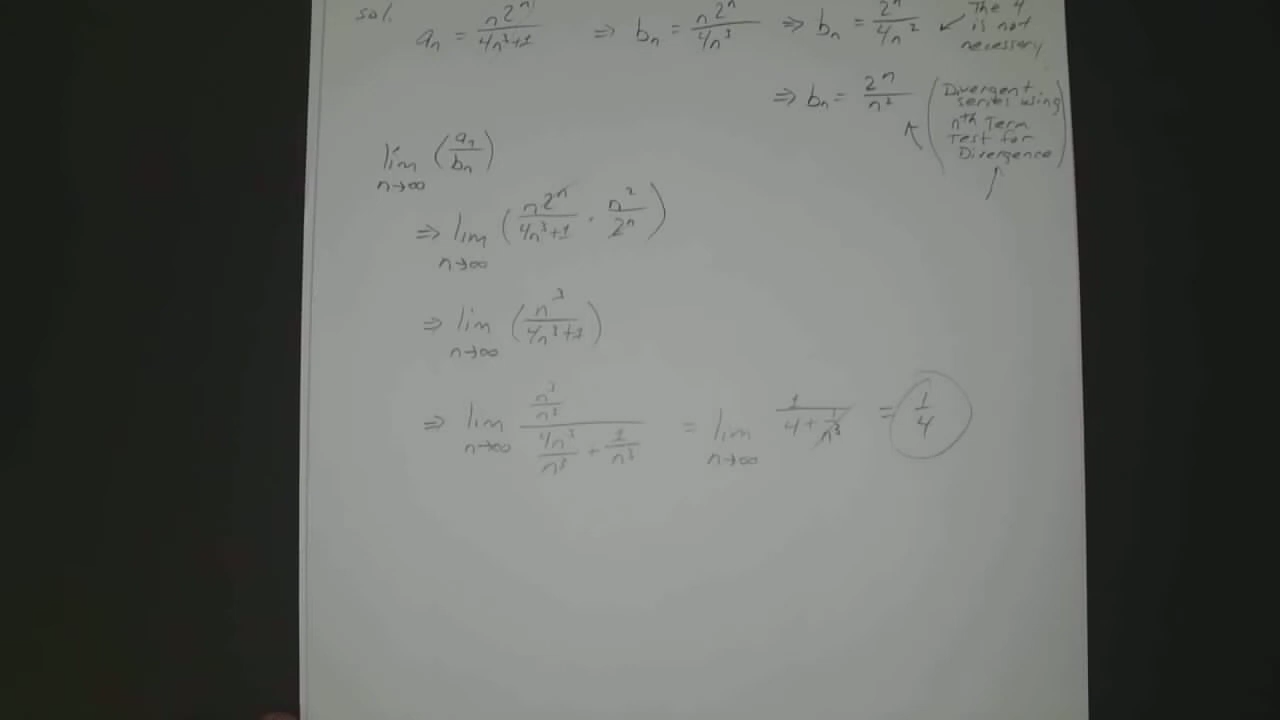 sol.
aₙ = n2ⁿ/4n³+1 ⇒ bₙ = n2ⁿ/4n³ ⇒ bₙ = 2ⁿ/4n² ↙ The 4 is not necessary
⇒ bₙ = 2ⁿ/n² (Divergent series using nth Term Test for Divergence)
lim n→∞ (aₙ/bₙ)
⇒ lim n→∞ (n2ⁿ/4n³+1 · n²/2ⁿ)
⇒ lim n→∞ (n³/4n³+1)
⇒ lim n→∞ (n³/n³)/(4n³/n³ + 1/n³) = lim n→∞ 1/(4 + 1/n³) = 1/4